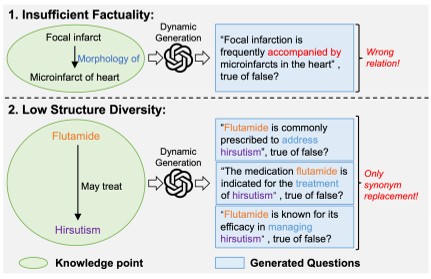 1. Insufficient Factuality:
Focal infarct
Morphology of
Microinfarct of heart
Dynamic
Generation
"Focal infarction is
frequently accompanied by
microinfarcts in the heart" ,
true of false?
Wrong
relation!
2. Low Structure Diversity:
Flutamide
May treat
Hirsutism
Dynamic
Generation
"Flutamide is commonly
prescribed to address
hirsutism", true of false?
"The medication flutamide is
indicated for the treatment
of hirsutism" , true of false?
"Flutamide is known for its
efficacy in managing
hirsutism" , true of false?
Only
synonym
replacement!
Knowledge point
Generated Questions